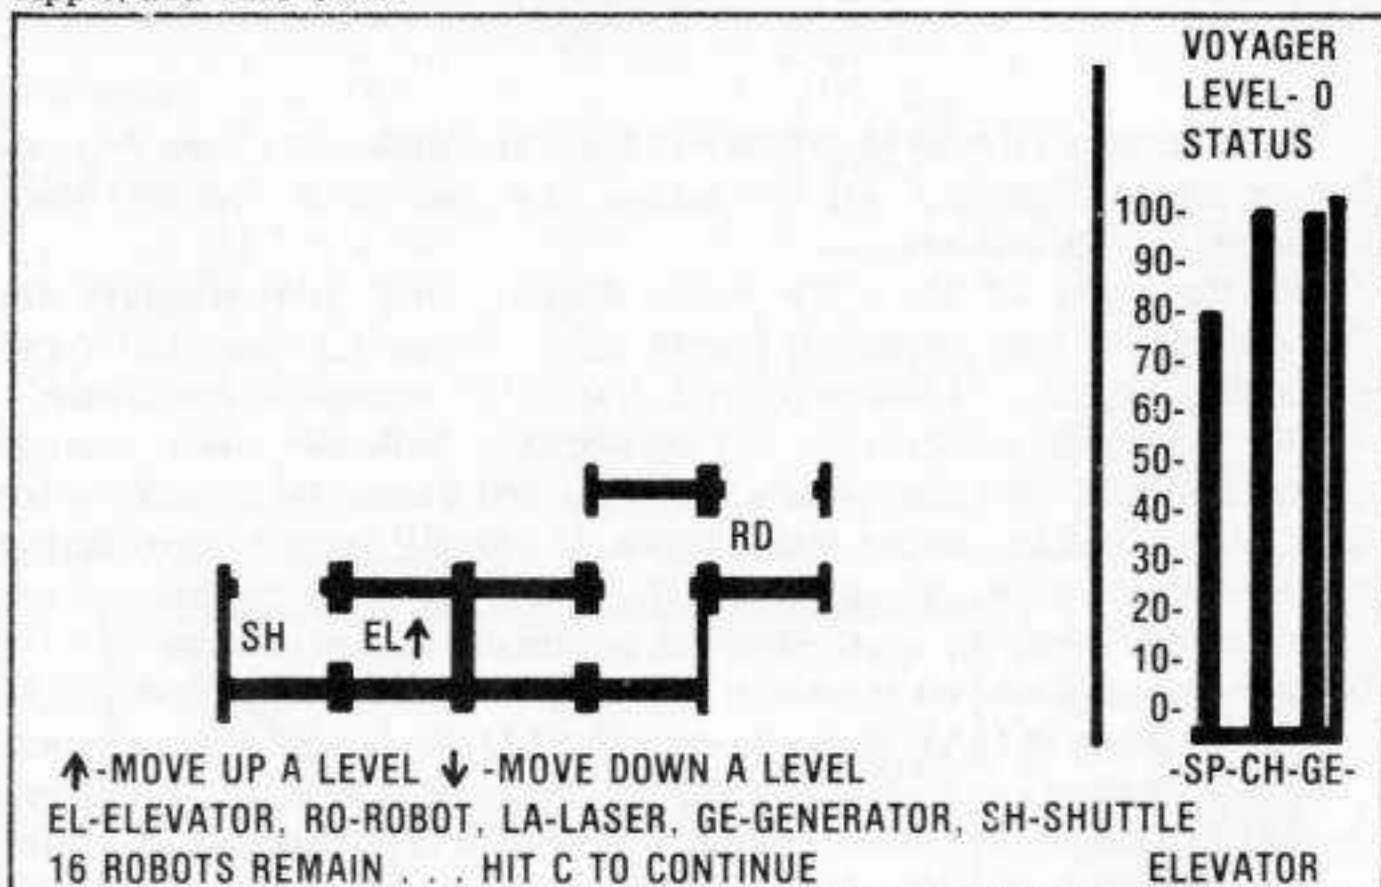 VOYAGER
LEVEL- 0
STATUS
100-
90-
80-
70-
60-
50-
40-
30-
20-
10-
0-
RD
SH EL↑
-SP-CH-GE-
↑-MOVE UP A LEVEL ↓ -MOVE DOWN A LEVEL
EL-ELEVATOR, RO-ROBOT, LA-LASER, GE-GENERATOR, SH-SHUTTLE
16 ROBOTS REMAIN . . . HIT C TO CONTINUE ELEVATOR